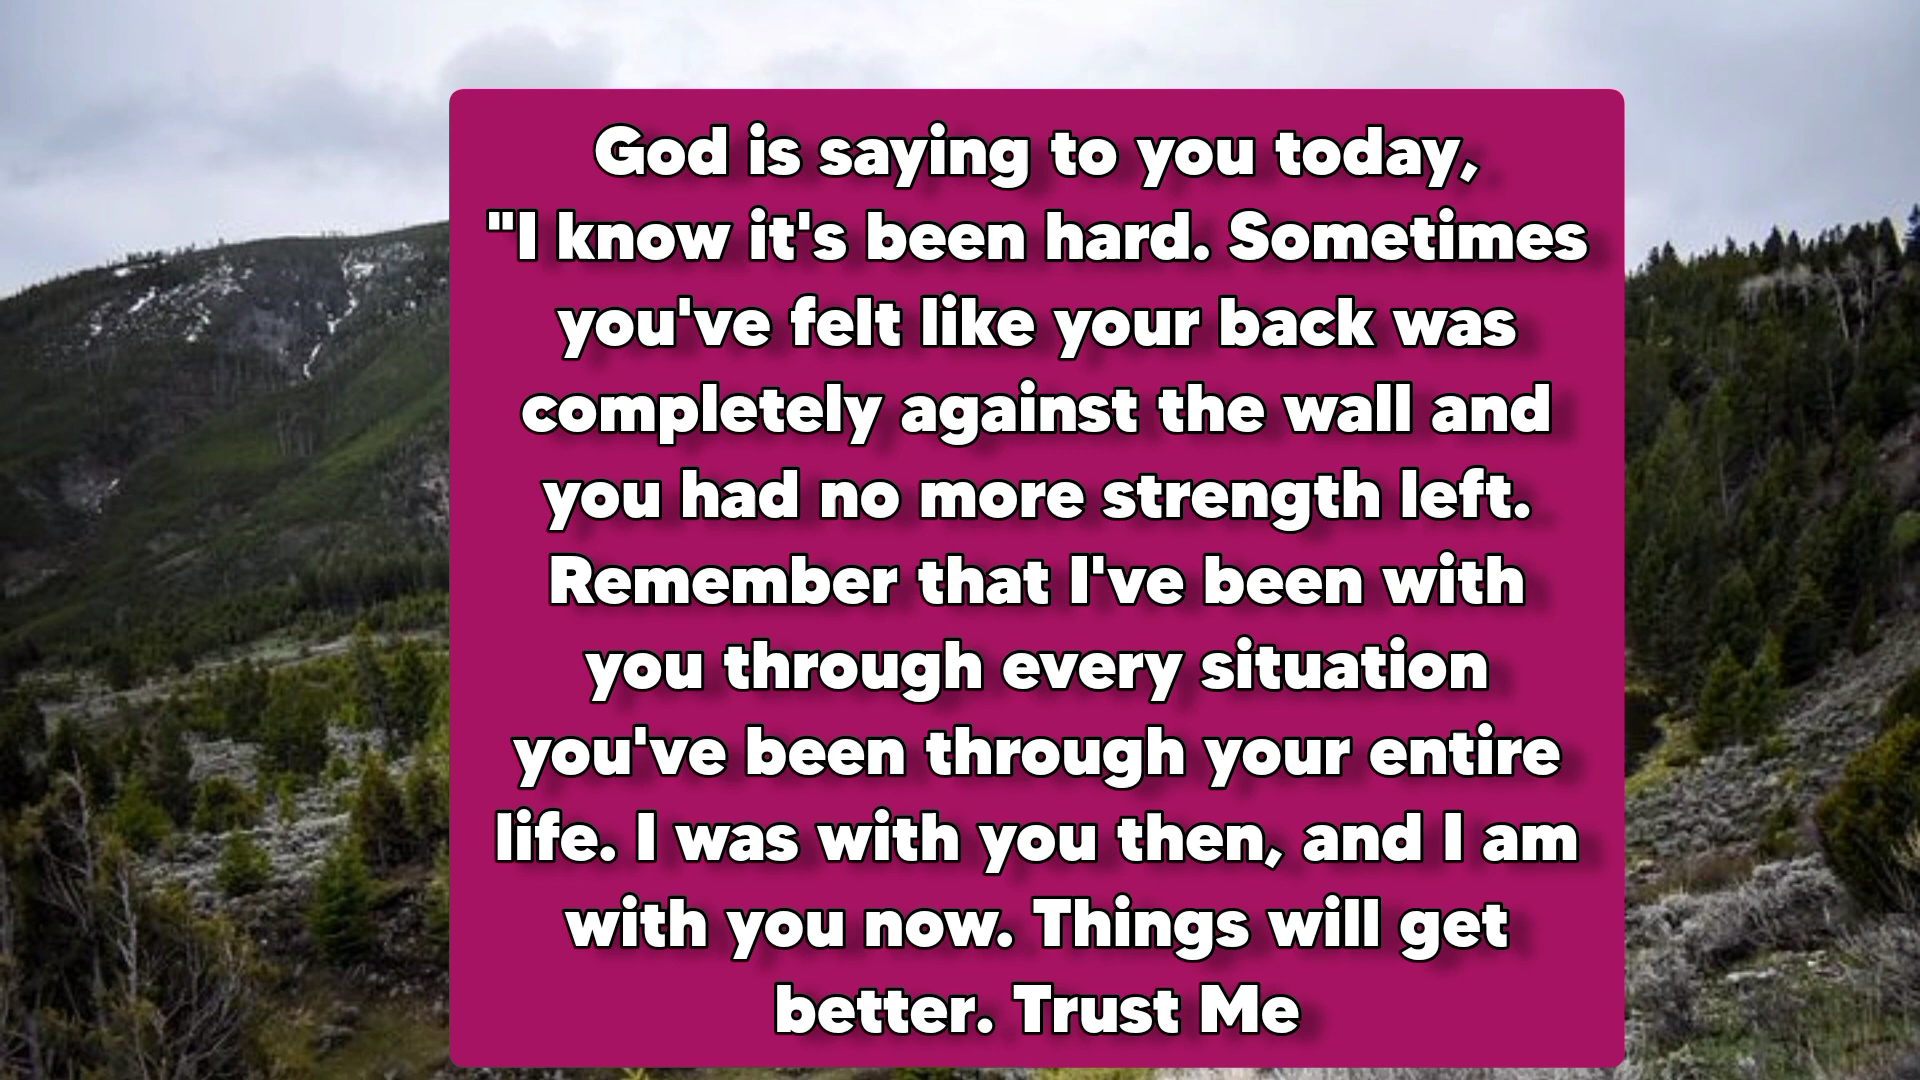 God is saying to you today,
"I know it's been hard. Sometimes
you've felt like your back was
completely against the wall and
you had no more strength left.
Remember that I've been with
you through every situation
you've been through your entire
life. I was with you then, and I am
with you now. Things will get
better. Trust Me